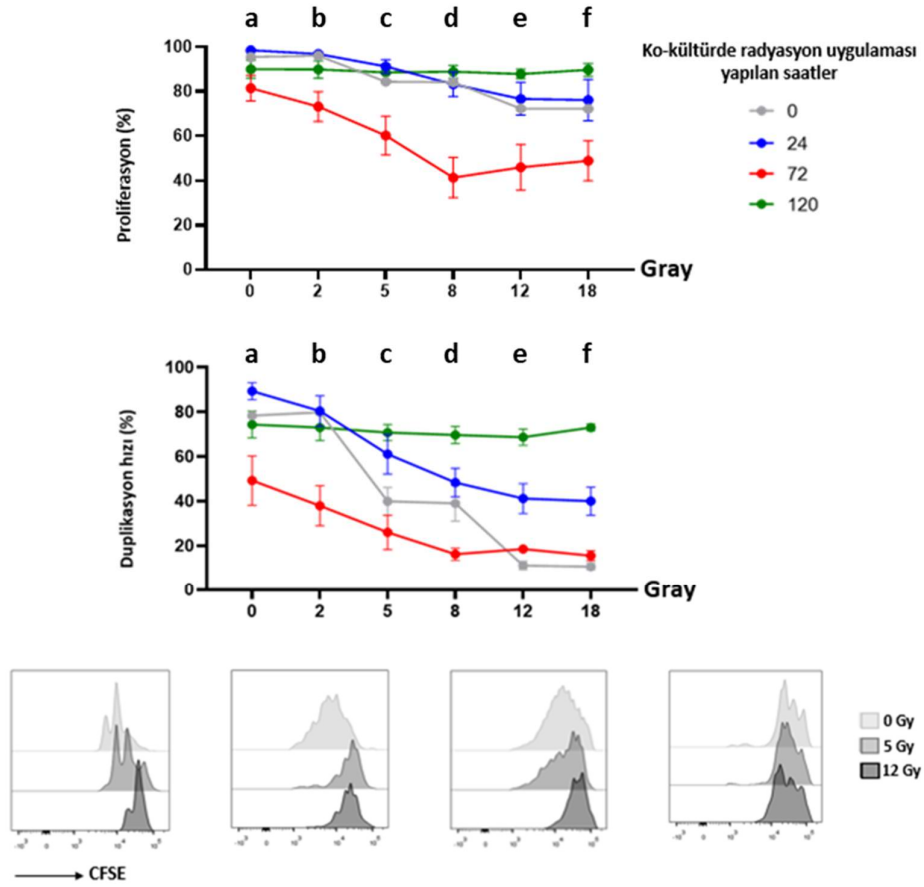 a b c d e f
Ko-kültürde radyasyon uygulaması
yapılan saatler
0
24
72
120
Proliferasyon (%)
100
80
60
40
20
0
0 2 5 8 12 18
Gray
a b c d e f
Duplikasyon hızı (%)
100
80
60
40
20
0
0 2 5 8 12 18
Gray
0 Gy
5 Gy
12 Gy
CFSE